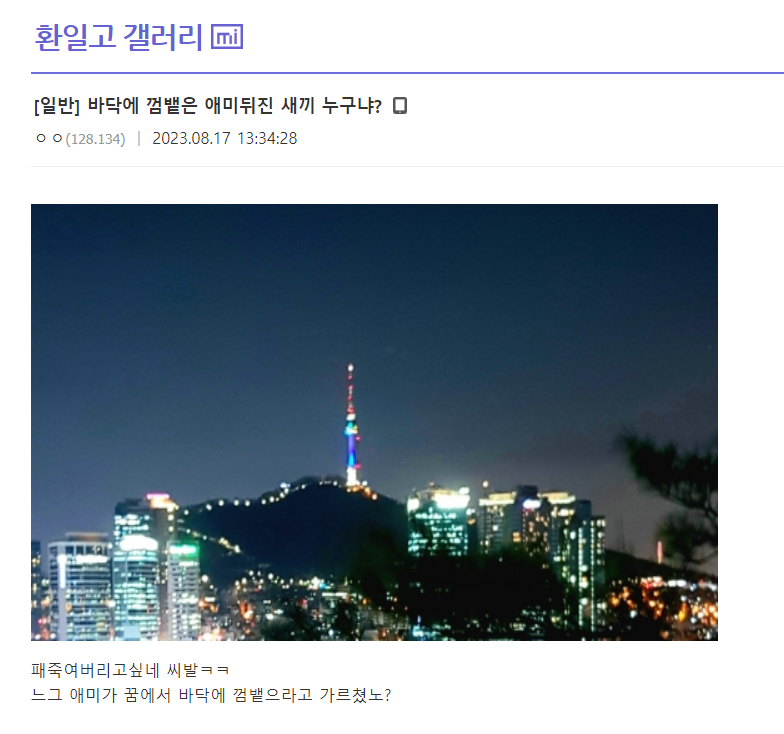 환일고 갤러리 mi
[일반] 바닥에 껌뱉은 애미뒤진 새끼 누구냐?
ㅇㅇ(128.134) | 2023.08.17 13:34:28
패죽여버리고싶네 씨발ㅋㅋ
느그 애미가 꿈에서 바닥에 껌뱉으라고 가르쳤노?